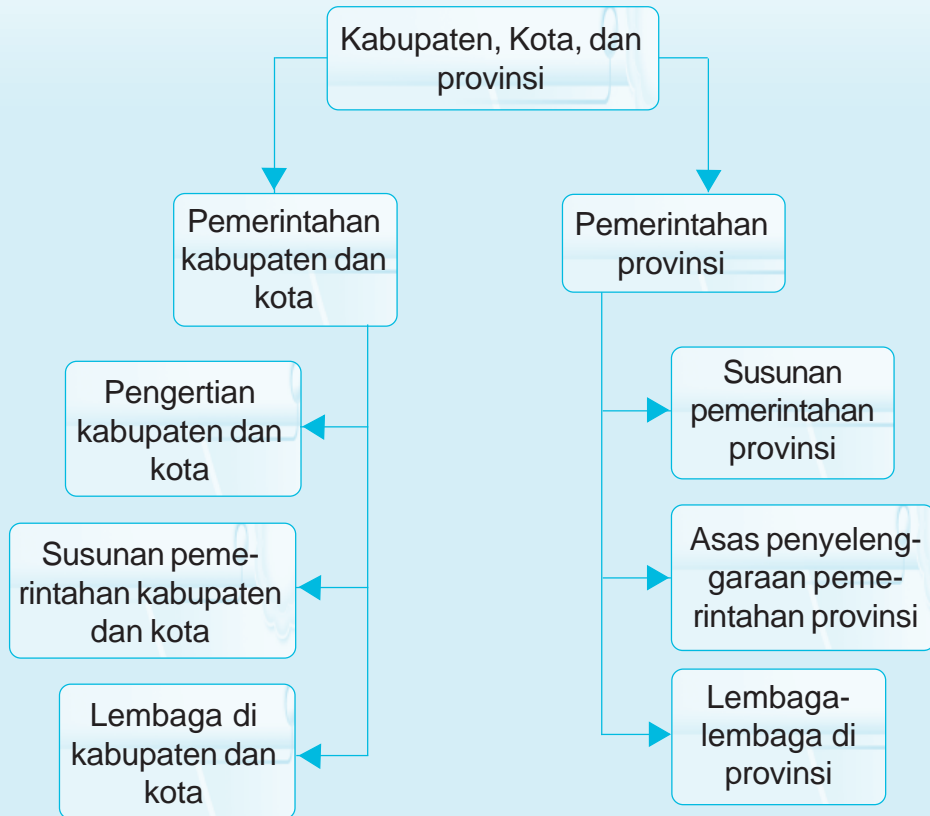 Kabupaten, Kota, dan
provinsi
Pemerintahan
kabupaten dan
kota
Pengertian
kabupaten dan
kota
Susunan peme-
rintahan kabupaten
dan kota
Lembaga di
kabupaten dan
kota
Pemerintahan
provinsi
Susunan
pemerintahan
provinsi
Asas penyeleng-
garaan peme-
rintahan provinsi
Lembaga-
lembaga di
provinsi